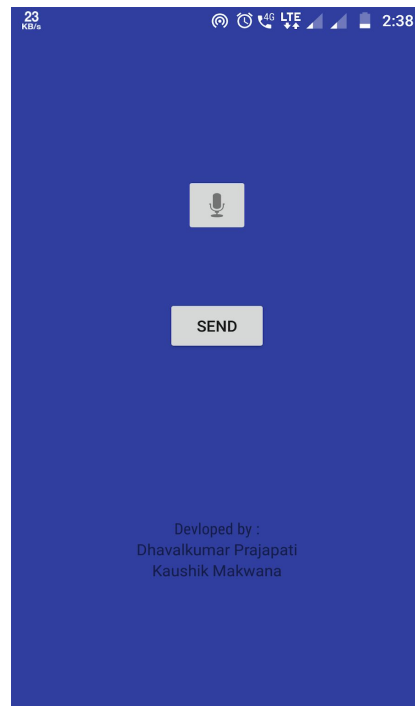 23
KB/s
4G LTE 2:38
SEND
Devloped by :
Dhavalkumar Prajapati
Kaushik Makwana